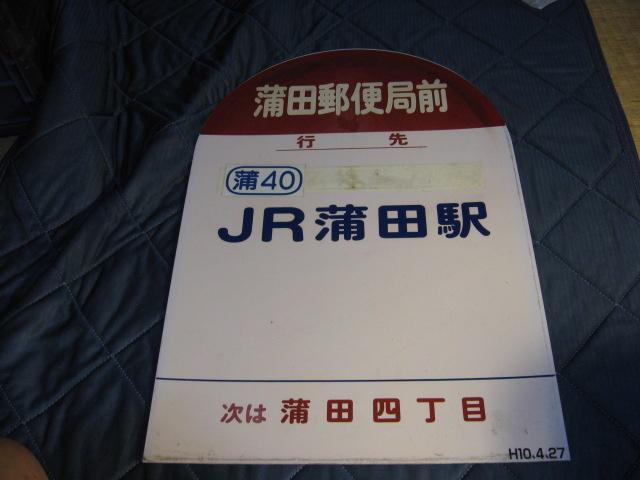 蒲田郵便局前
行先
蒲40
JR蒲田駅
次は 蒲田四丁目
H10.4.27